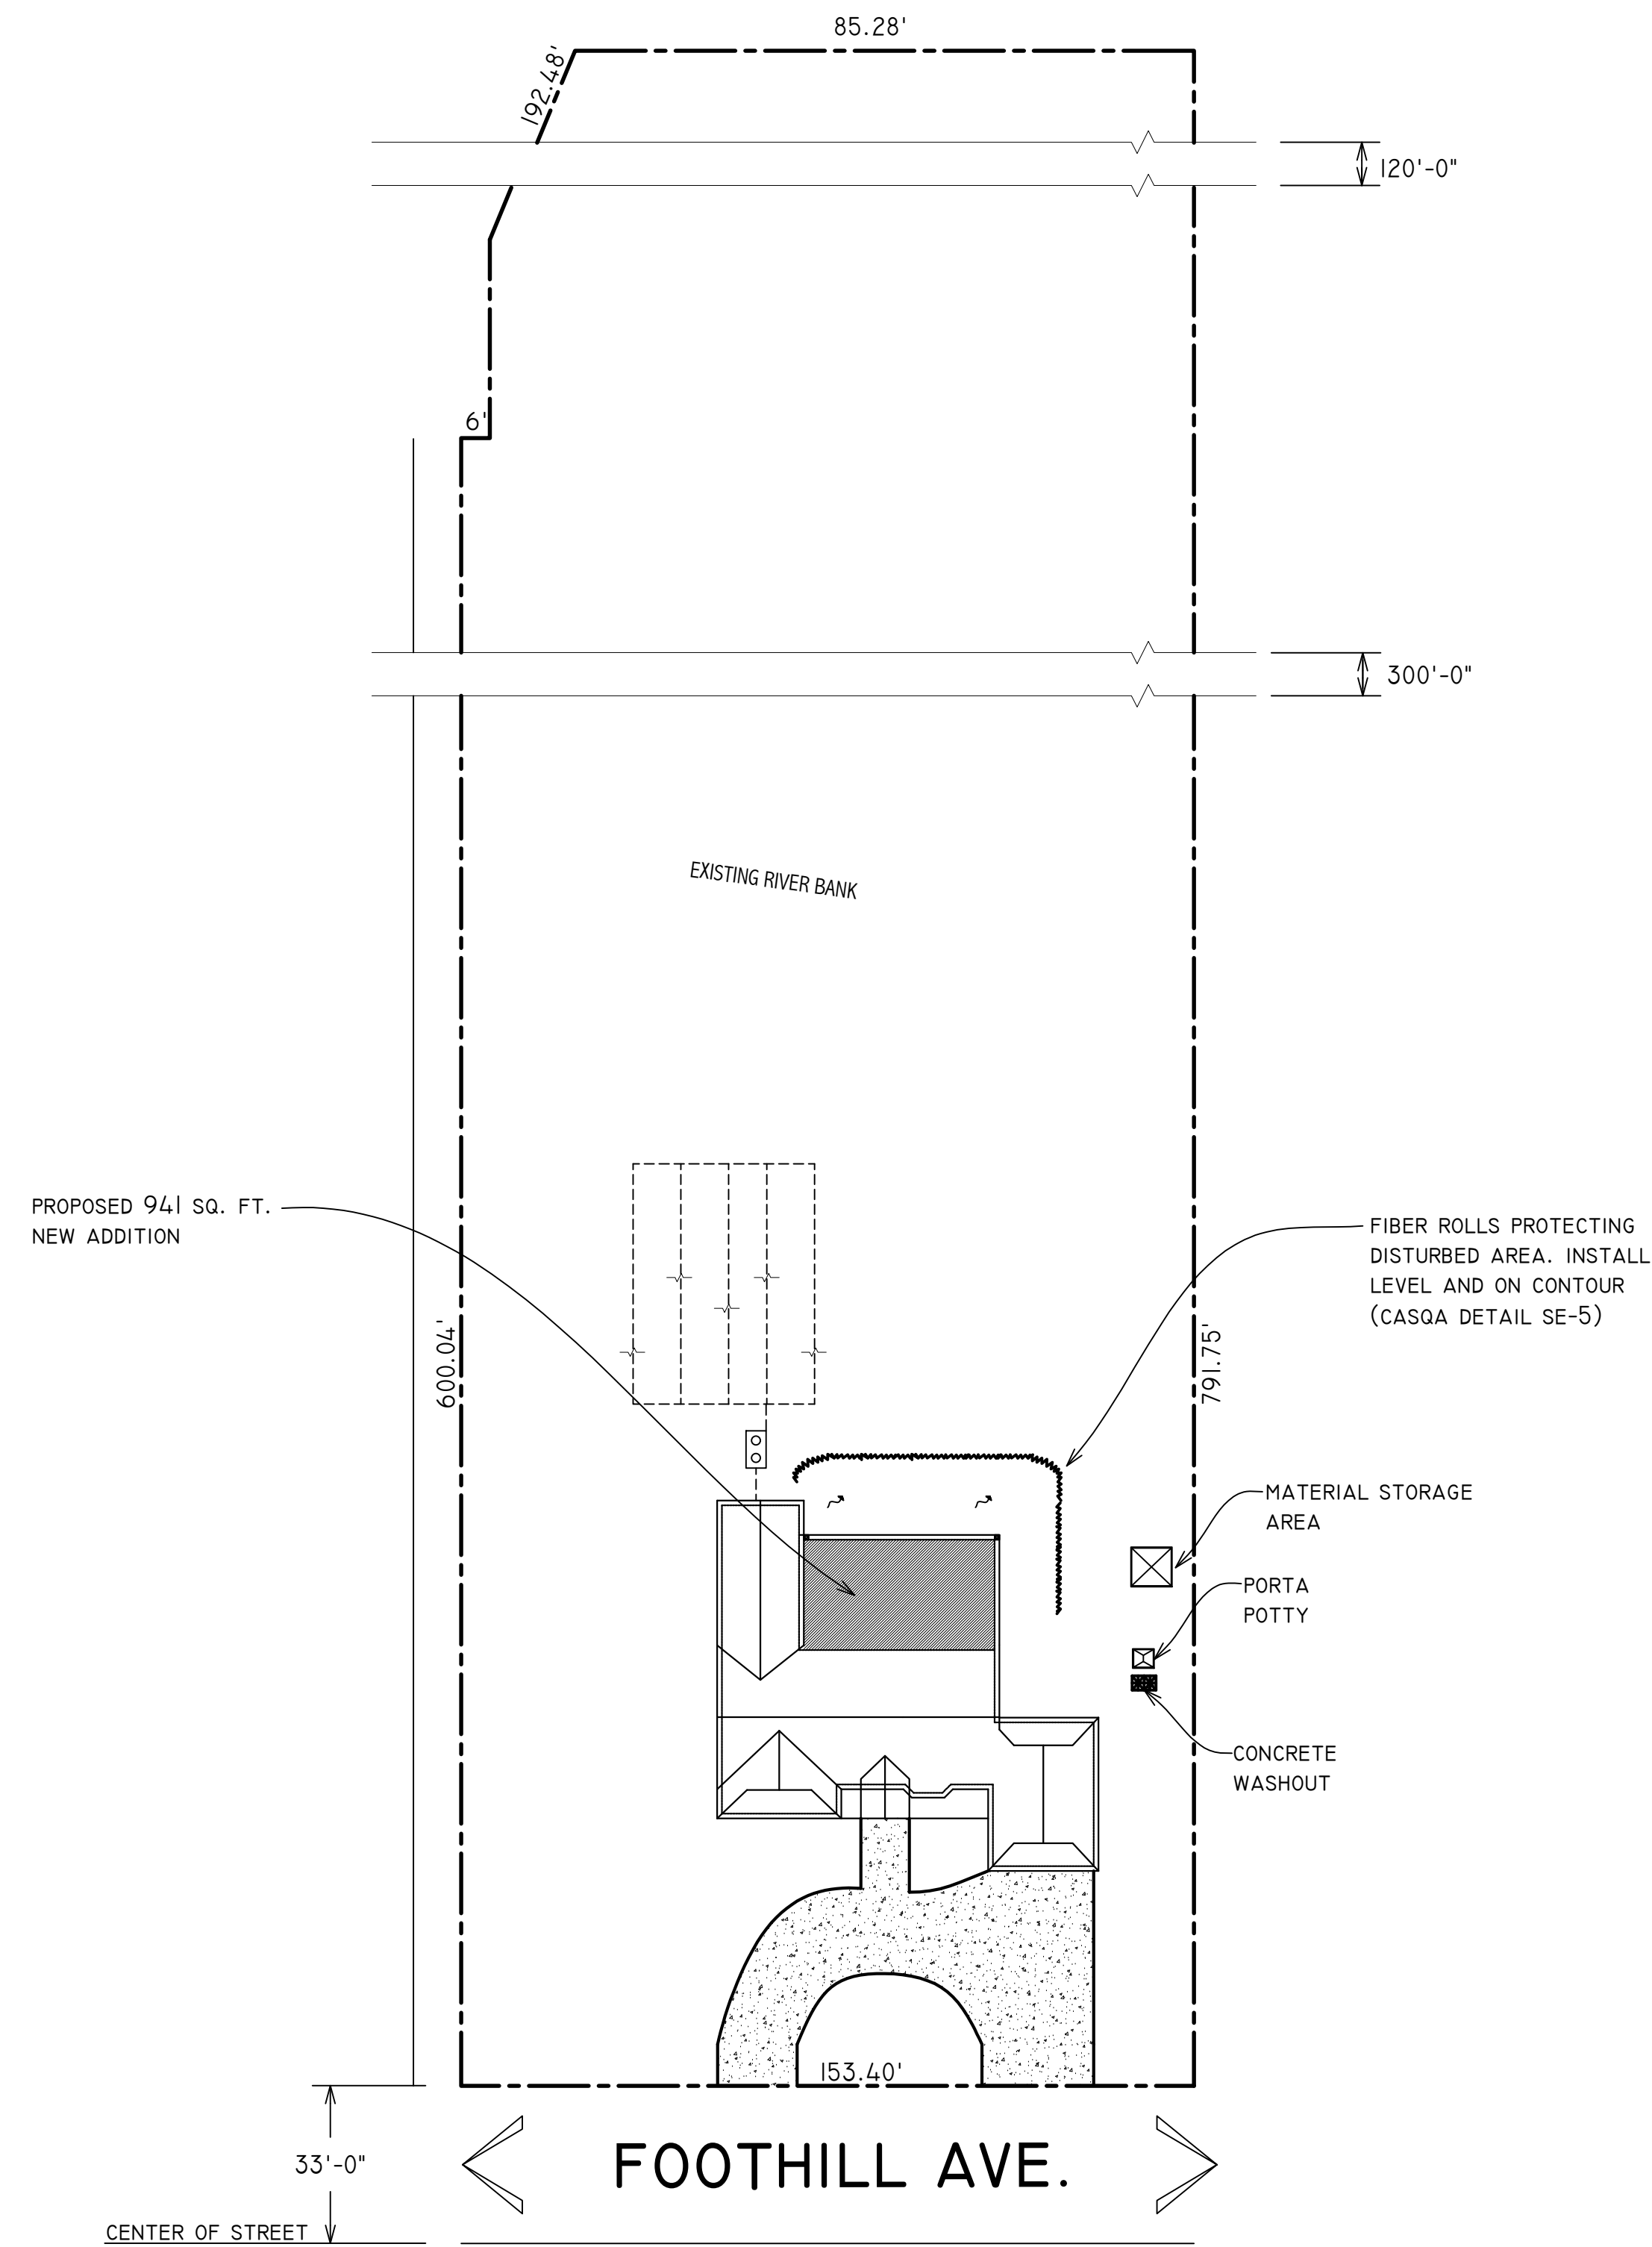 85.28'
192.48'
120'-0"
6'
300'-0"
EXISTING RIVER BANK
PROPOSED 941 SQ. FT.
NEW ADDITION
FIBER ROLLS PROTECTING
DISTURBED AREA. INSTALL
LEVEL AND ON CONTOUR
(CASQA DETAIL SE-5)
600.04'
791.75'
MATERIAL STORAGE
AREA
PORTA
POTTY
CONCRETE
WASHOUT
153.40'
33'-0"
FOOTHILL AVE.
CENTER OF STREET